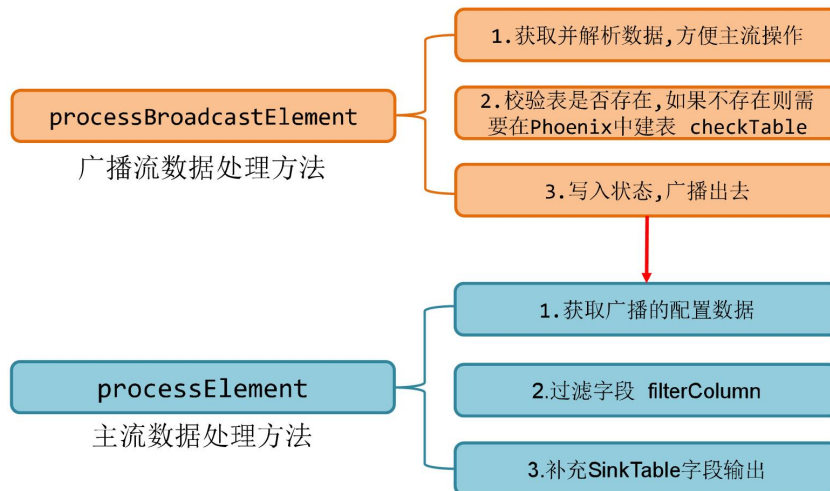 1.获取并解析数据,方便主流操作
processBroadcastElement
广播流数据处理方法
2.校验表是否存在,如果不存在则需
要在Phoenix中建表 checkTable
3.写入状态,广播出去
1.获取广播的配置数据
processElement
主流数据处理方法
2.过滤字段 filterColumn
3.补充SinkTable字段输出